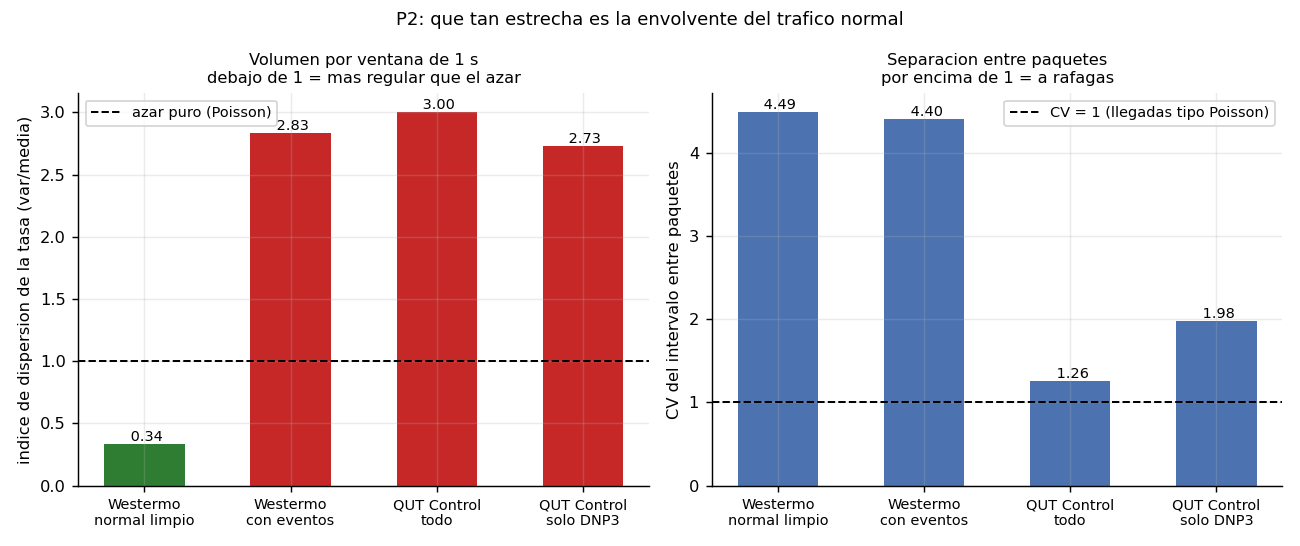 P2: que tan estrecha es la envolvente del trafico normal
Volumen por ventana de 1 s
debajo de 1 = mas regular que el azar
indice de dispersion de la tasa (var/media)
3.0
2.5
2.0
1.5
1.0
0.5
0.0
azar puro (Poisson)
0.34
2.83
3.00
2.73
Westermo
normal limpio
Westermo
con eventos
QUT Control
todo
QUT Control
solo DNP3
Separacion entre paquetes
por encima de 1 = a rafagas
CV del intervalo entre paquetes
4
3
2
1
0
CV = 1 (llegadas tipo Poisson)
4.49
4.40
1.26
1.98
Westermo
normal limpio
Westermo
con eventos
QUT Control
todo
QUT Control
solo DNP3